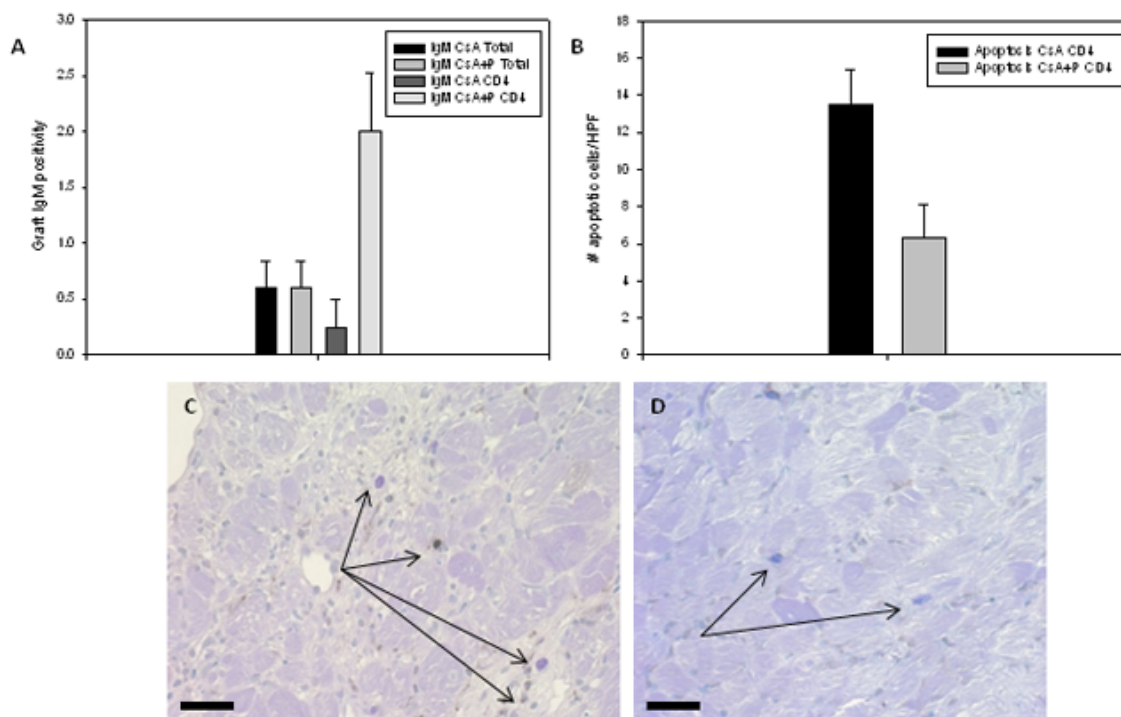 A
3.0
2.5
2.0
1.5
1.0
0.5
0.0
Graft IgM positivity
IgM CsA Total
IgM CsA+P Total
IgM CsA CD4
IgM CsA+P CD4
B
18
16
14
12
10
8
6
4
2
0
# apoptotic cells/HPF
Apoptosis CsA CD4
Apoptosis CsA+P CD4
C
D